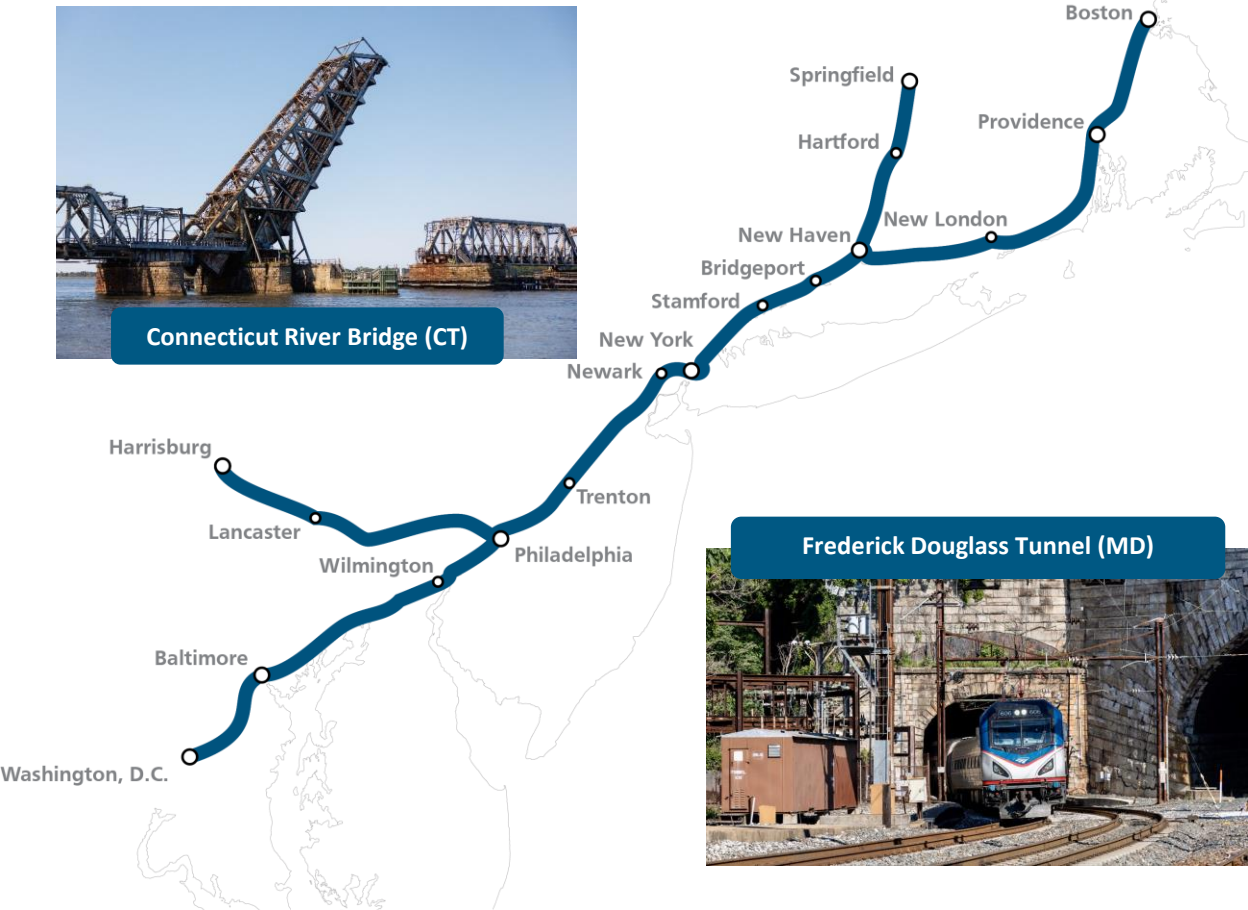 Boston
Springfield
Providence
Hartford
New London
New Haven
Bridgeport
Stamford
Connecticut River Bridge (CT)
New York
Newark
Harrisburg
Trenton
Lancaster
Philadelphia
Wilmington
Frederick Douglass Tunnel (MD)
Baltimore
Washington, D.C.